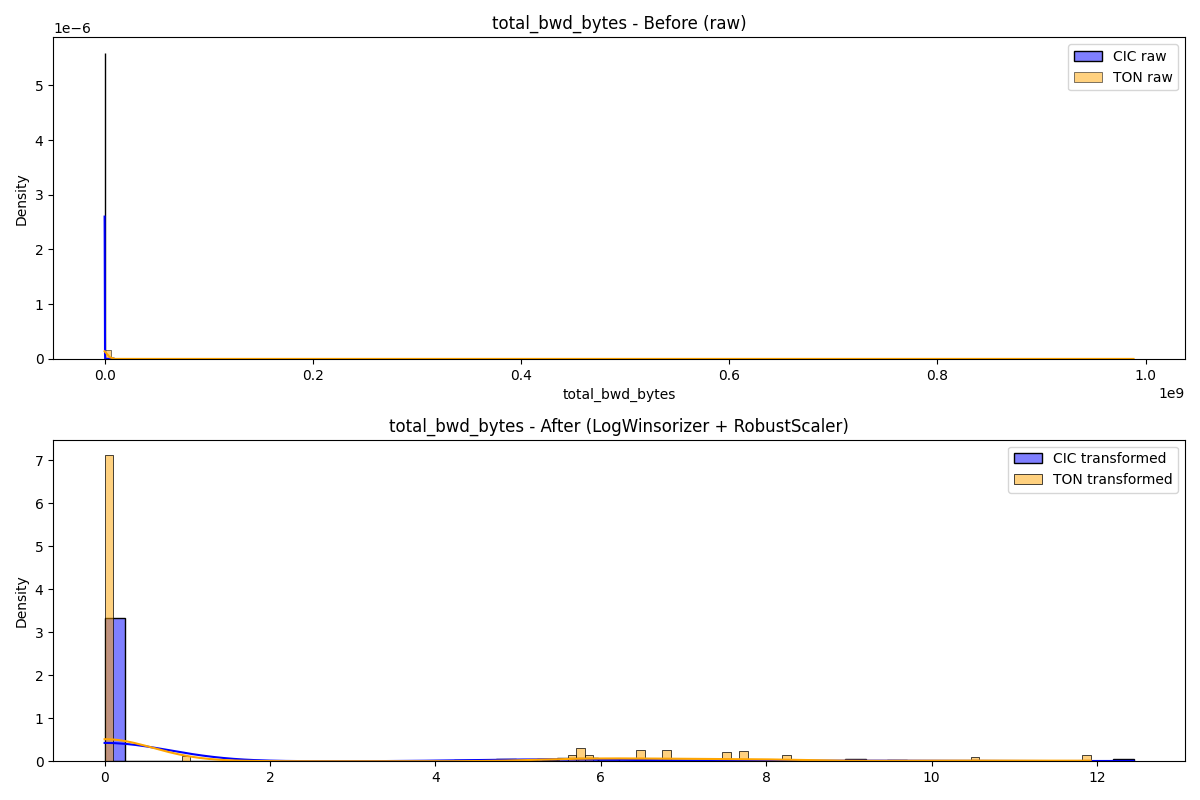 total_bwd_bytes - Before (raw)
1e−6
CIC raw
TON raw
Density
5
4
3
2
1
0
0.0 0.2 0.4 0.6 0.8 1.0
1e9
total_bwd_bytes
total_bwd_bytes - After (LogWinsorizer + RobustScaler)
CIC transformed
TON transformed
Density
7
6
5
4
3
2
1
0
0 2 4 6 8 10 12